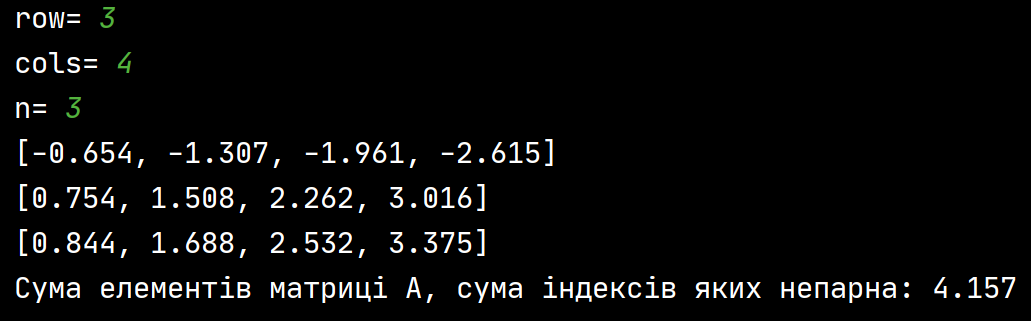 row= 3
cols= 4
n= 3
[-0.654, -1.307, -1.961, -2.615]
[0.754, 1.508, 2.262, 3.016]
[0.844, 1.688, 2.532, 3.375]
Сума елементів матриці А, сума індексів яких непарна: 4.157